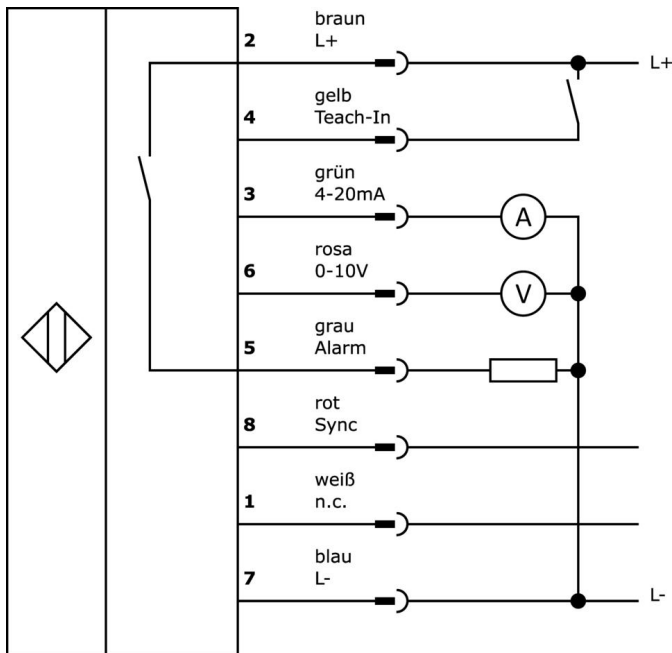 braun
2 L+
L+
gelb
4 Teach-In
grün
3 4-20mA
A
rosa
6 0-10V
V
grau
5 Alarm
rot
8 Sync
weiß
1 n.c.
blau
7 L-
L-